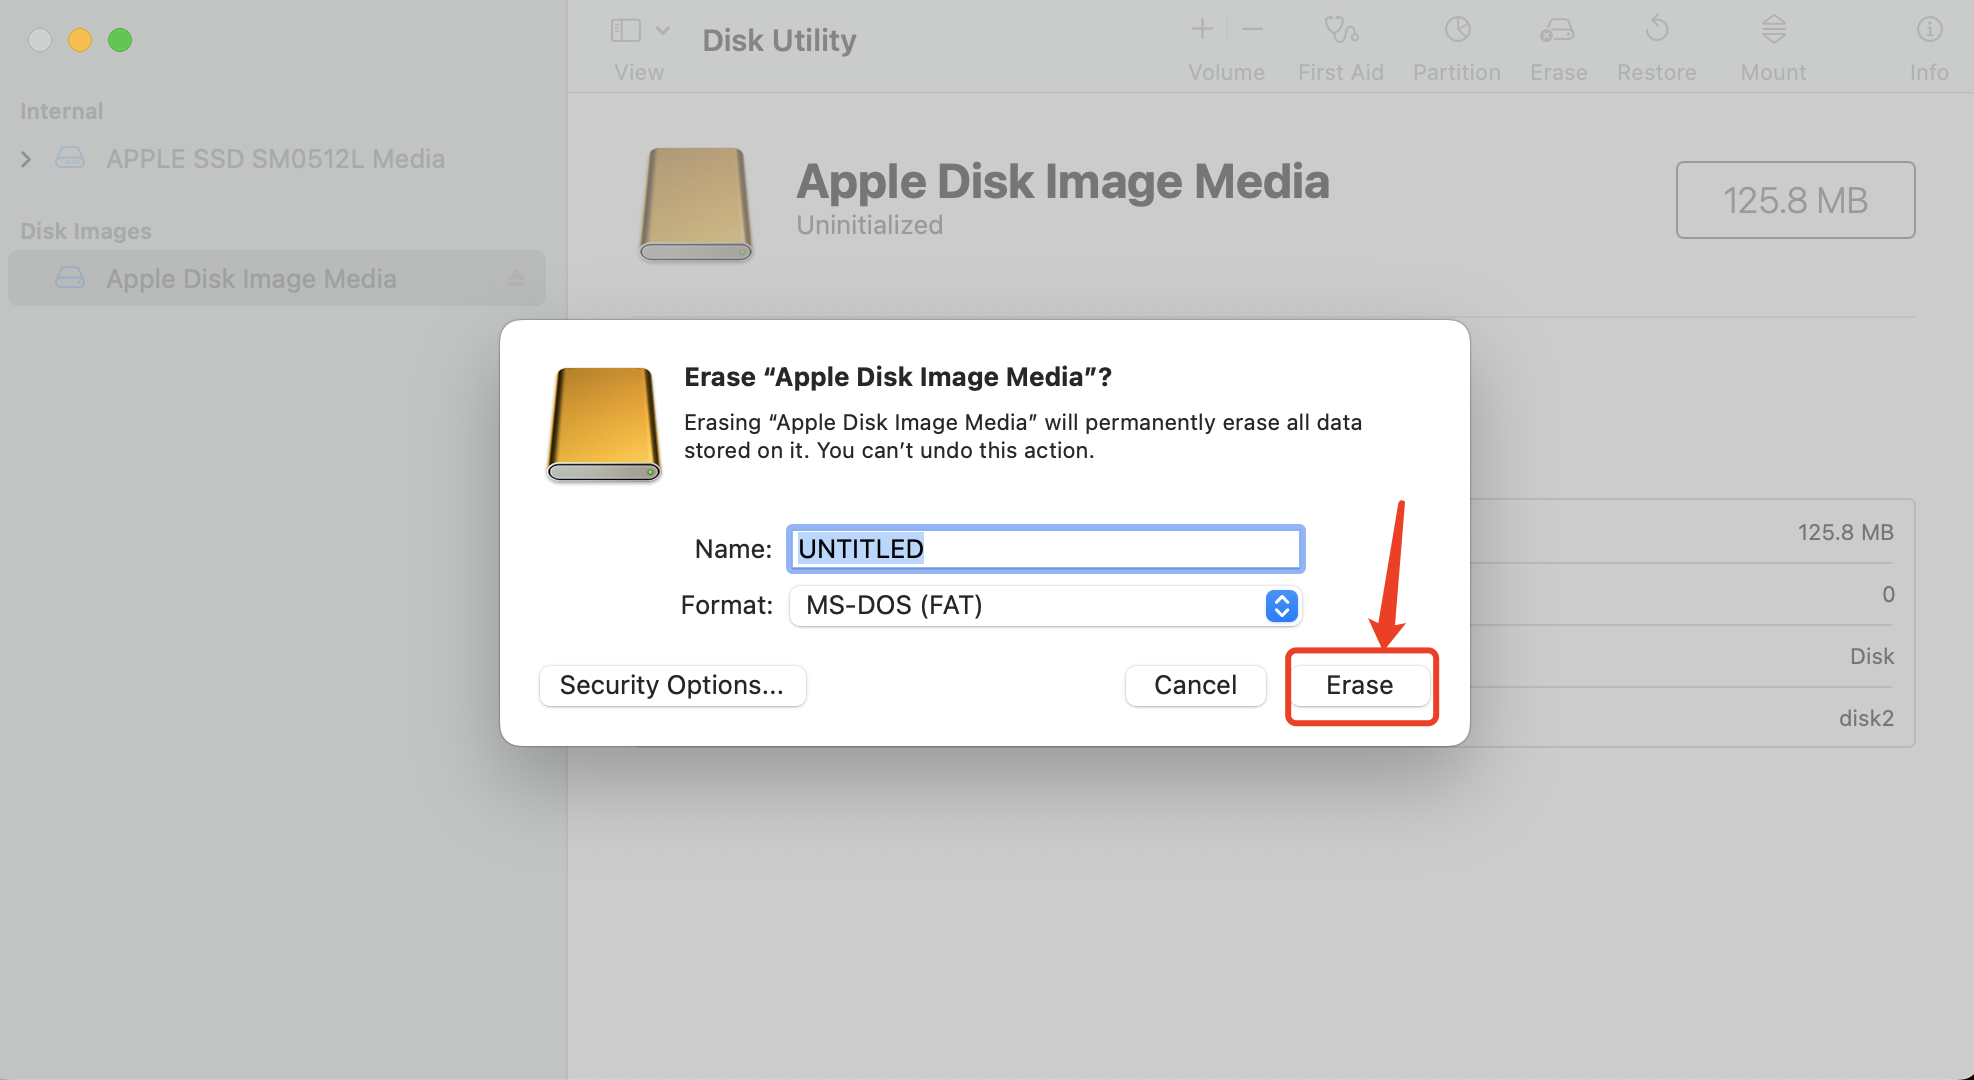 View
Disk Utility
Volume
First Aid
Partition
Erase
Restore
Mount
Info
Internal
APPLE SSD SM0512L Media
Disk Images
Apple Disk Image Media
Apple Disk Image Media
Uninitialized
125.8 MB
Erase “Apple Disk Image Media”?
Erasing “Apple Disk Image Media” will permanently erase all data
stored on it. You can’t undo this action.
Name: UNTITLED
Format: MS-DOS (FAT)
Security Options...
Cancel
Erase
125.8 MB
0
Disk
disk2